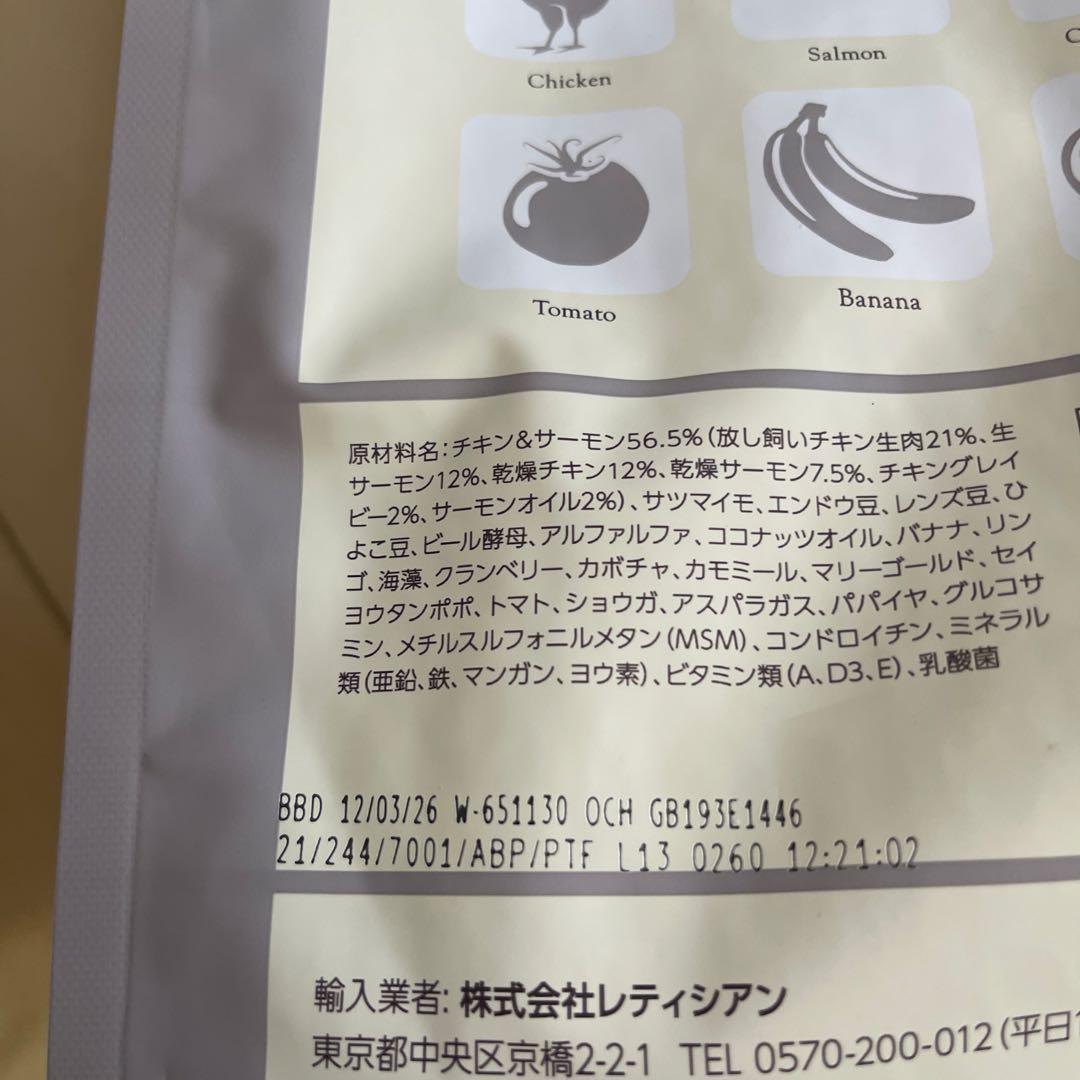 Chicken
Salmon
Tomato
Banana
原材料名:チキン&サーモン56.5%(放し飼いチキン生肉21%、生
サーモン12%、乾燥チキン12%、乾燥サーモン7.5%、チキングレイ
ビー2%、サーモンオイル2%)、サツマイモ、エンドウ豆、レンズ豆、ひ
よこ豆、ビール酵母、アルファルファ、ココナッツオイル、バナナ、リン
ゴ、海藻、クランベリー、カボチャ、カモミール、マリーゴールド、セイ
ヨウタンポポ、トマト、ショウガ、アスパラガス、パパイヤ、グルコサ
ミン、メチルスルフォニルメタン(MSM)、コンドロイチン、ミネラル
類(亜鉛、鉄、マンガン、ヨウ素)、ビタミン類(A、D3、E)、乳酸菌
BBD 12/03/26 W-651130 OCH GB193E1446
21/244/7001/ABP/PTF L13 0260 12:21:02
輸入業者: 株式会社レティシアン
東京都中央区京橋2-2-1 TEL 0570-200-012(平日